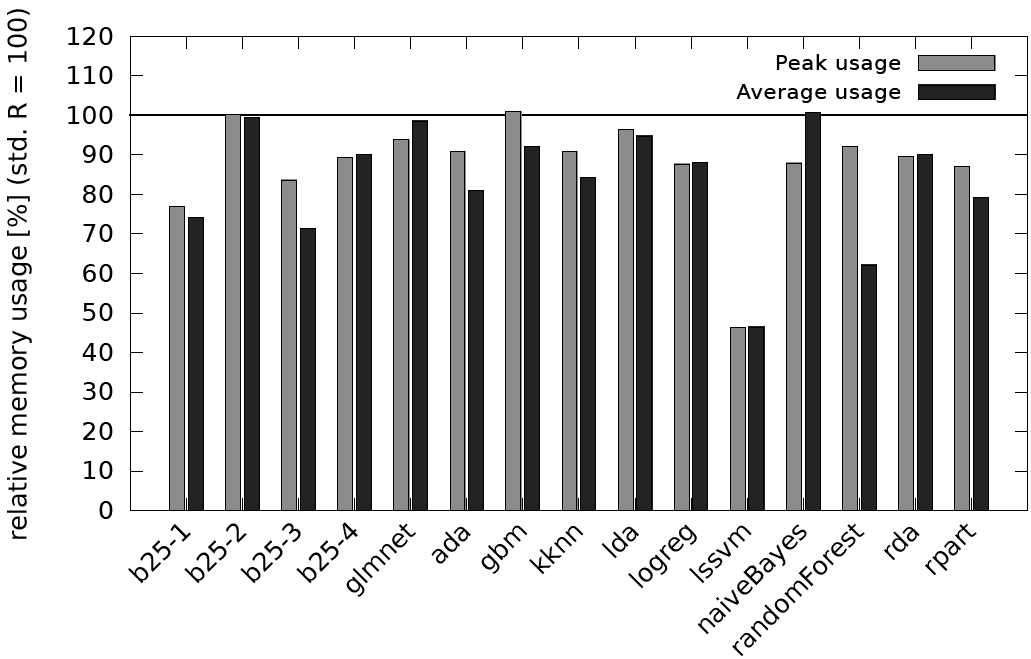 relative memory usage [%] (std. R = 100)
120
110
100
90
80
70
60
50
40
30
20
10
0
Peak usage
Average usage
b25-1
b25-2
b25-3
b25-4
glmnet
ada
gbm
kknn
lda
logreg
lssvm
naiveBayes
randomForest
rda
rpart